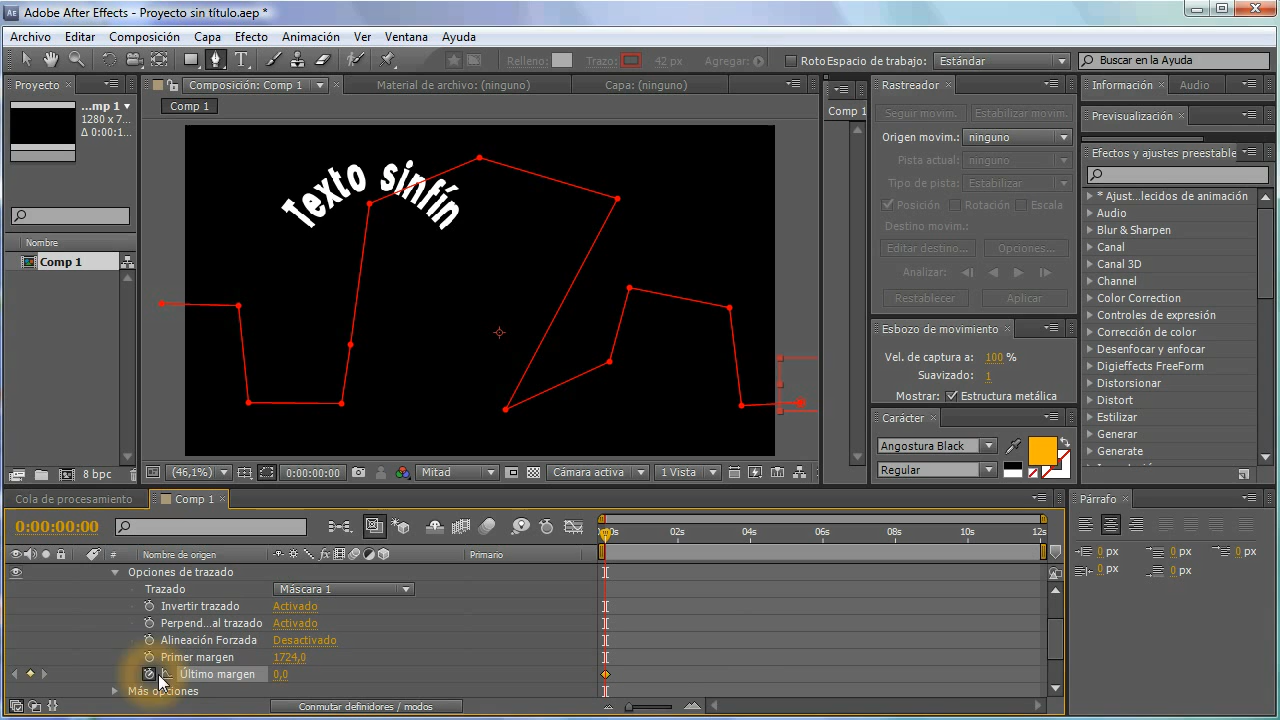 Adobe After Effects - Proyecto sin título.aep *
Archivo Editar Composición Capa Efecto Animación Ver Ventana Ayuda
Relleno: Trazo: 42 px Agregar: RotoEspacio de trabajo: Estándar Buscar en la Ayuda
Proyecto
...mp 1
1280 x 7...
Δ 0:00:1...
Nombre
Comp 1
8 bpc
Composición: Comp 1 Material de archivo: (ninguno) Capa: (ninguno)
Comp 1
Texto sinfín
(46,1%) 0:00:00:00 Mitad Cámara activa 1 Vista
Comp 1
Rastreador
Seguir movim. Estabilizar movim.
Origen movim.: ninguno
Pista actual: ninguno
Tipo de pista: Estabilizar
Posición Rotación Escala
Destino movim.:
Editar destino... Opciones...
Analizar:
Restablecer Aplicar
Esbozo de movimiento
Vel. de captura a: 100 %
Suavizado: 1
Mostrar: Estructura metálica
Carácter
Angostura Black
Regular
Información Audio
Previsualización
Efectos y ajustes preestable
* Ajust...lecidos de animación
Audio
Blur & Sharpen
Canal
Canal 3D
Channel
Color Correction
Controles de expresión
Corrección de color
Desenfocar y enfocar
Digieffects FreeForm
Distorsionar
Distort
Estilizar
Generar
Generate
Cola de procesamiento Comp 1
0:00:00:00
# Nombre de origen Primario
0s 02s 04s 06s 08s 10s 12s
Opciones de trazado
Trazado Máscara 1
Invertir trazado Activado
Perpend...al trazado Activado
Alineación Forzada Desactivado
Primer margen 1724,0
Último margen 0,0
Más opciones
Conmutar definidores / modos
Párrafo
0 px 0 px 0 px
0 px 0 px